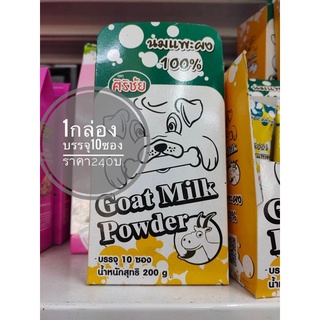 นมแพะผง
100%
ศิริชัย
1กล่อง
บรรจุ10ซอง
ราคา240บ
Goat Milk
Powder
บรรจุ 10 ซอง
น้ำหนักสุทธิ 200 g